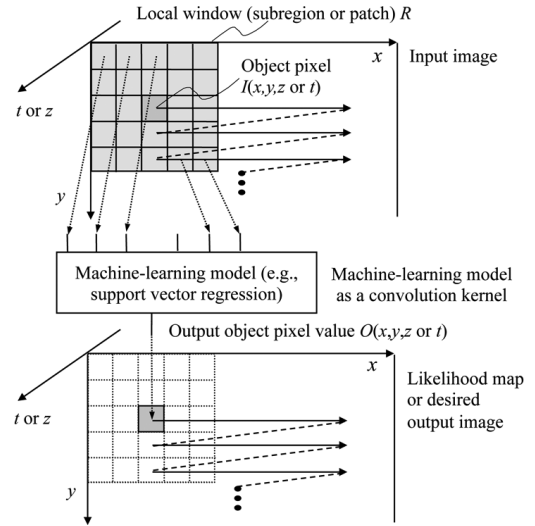 Local window (subregion or patch) R
x
Input image
Object pixel
I(x,y,z or t)
t or z
y
Machine-learning model (e.g.,
support vector regression)
Machine-learning model
as a convolution kernel
Output object pixel value O(x,y,z or t)
x
Likelihood map
or desired
output image
t or z
y